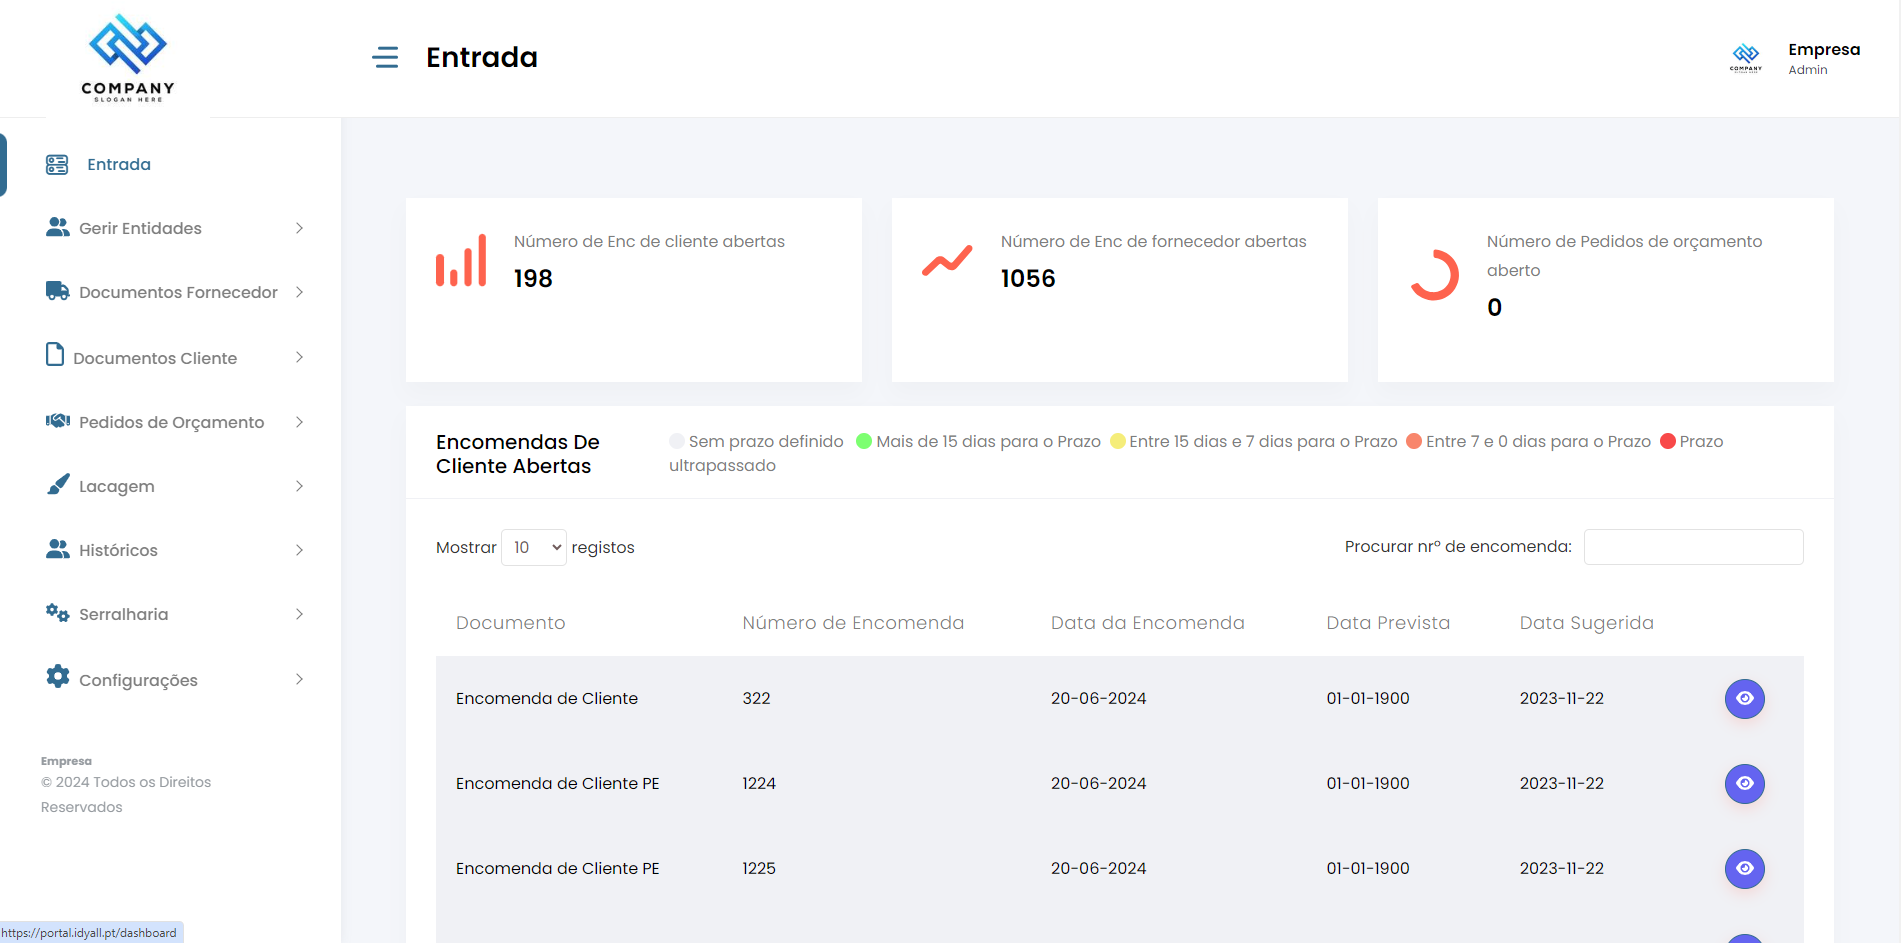 COMPANY
SLOGAN HERE
Entrada
Empresa
Admin
Entrada
Gerir Entidades
Documentos Fornecedor
Documentos Cliente
Pedidos de Orçamento
Lacagem
Históricos
Serralharia
Configurações
Empresa
© 2024 Todos os Direitos
Reservados
Número de Enc de cliente abertas
198
Número de Enc de fornecedor abertas
1056
Número de Pedidos de orçamento
aberto
0
Encomendas De
Cliente Abertas
Sem prazo definido Mais de 15 dias para o Prazo Entre 15 dias e 7 dias para o Prazo Entre 7 e 0 dias para o Prazo Prazo
ultrapassado
Mostrar 10 registos
Procurar nrº de encomenda:
Documento Número de Encomenda Data da Encomenda Data Prevista Data Sugerida
Encomenda de Cliente 322 20-06-2024 01-01-1900 2023-11-22
Encomenda de Cliente PE 1224 20-06-2024 01-01-1900 2023-11-22
Encomenda de Cliente PE 1225 20-06-2024 01-01-1900 2023-11-22
https://portal.idyall.pt/dashboard